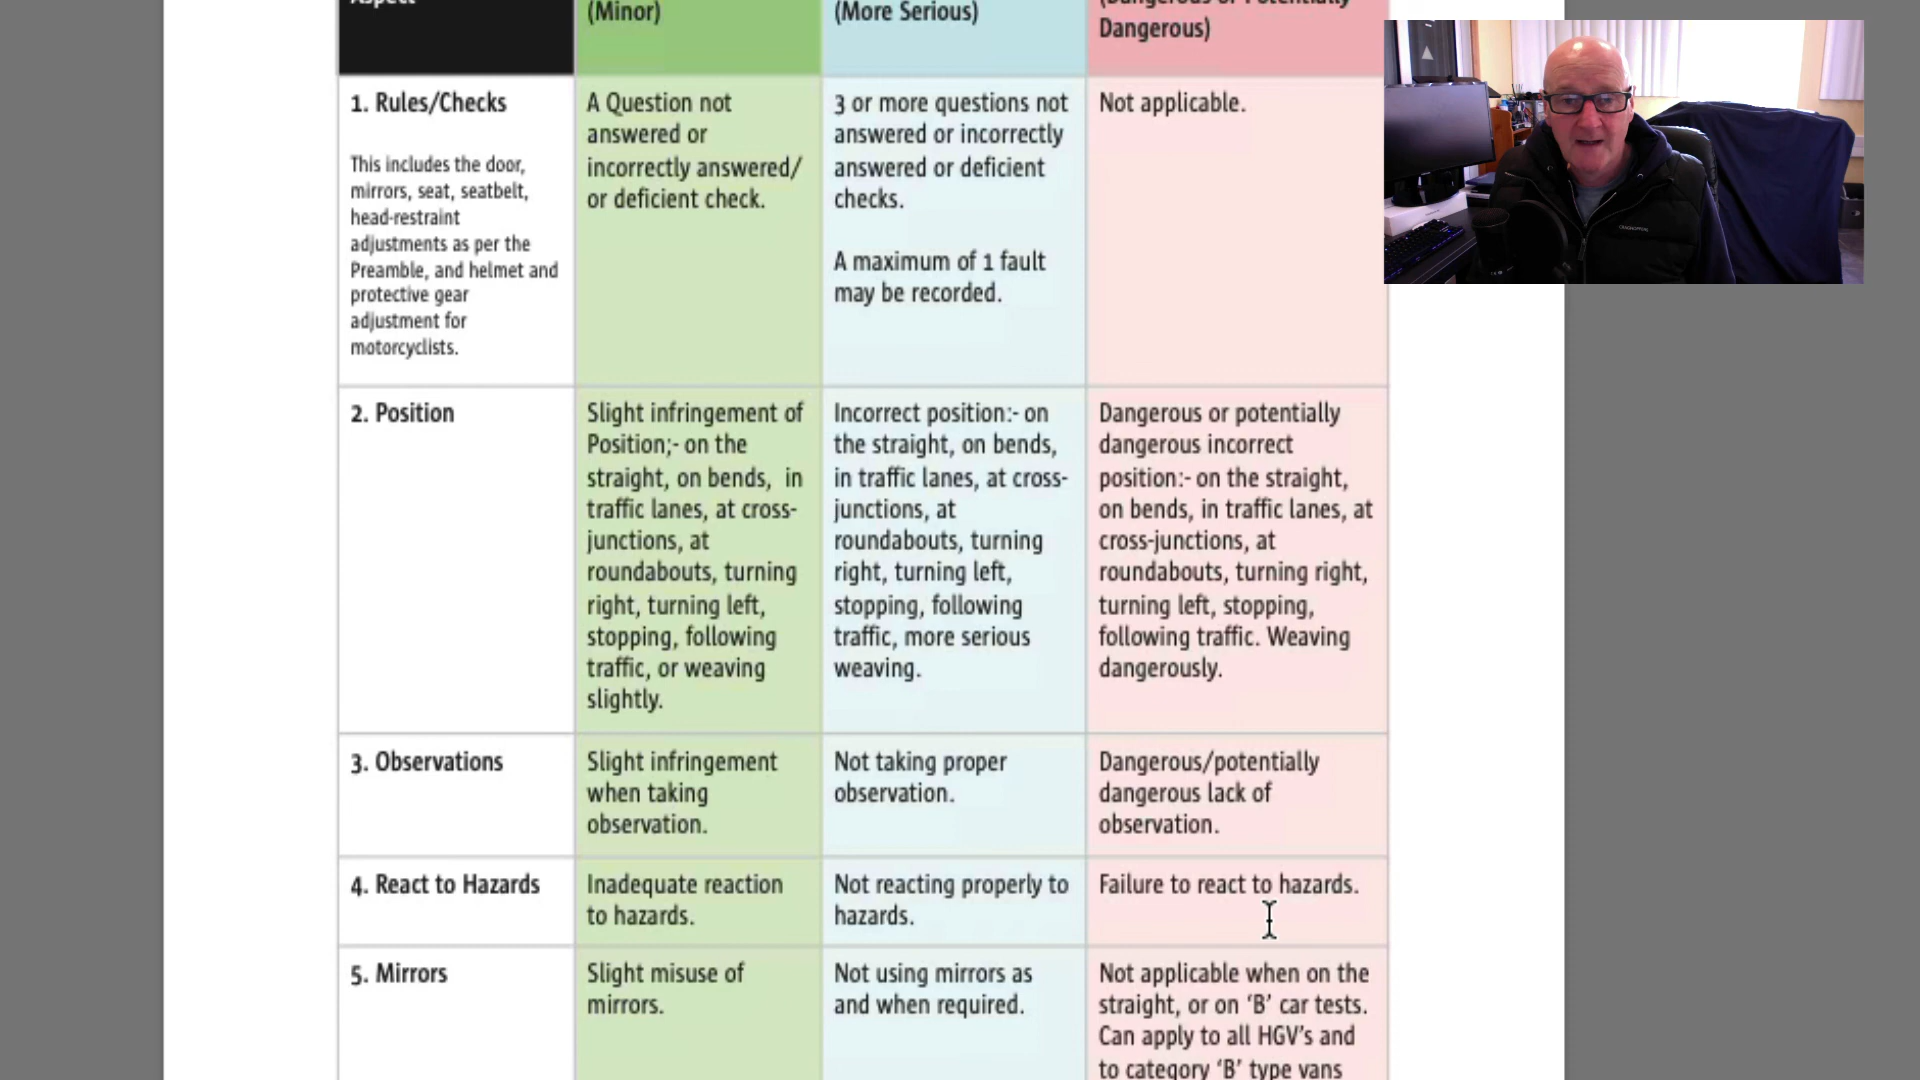 Aspect
(Minor)
(More Serious)
(Dangerous or Potentially
Dangerous)
1. Rules/Checks
This includes the door,
mirrors, seat, seatbelt,
head-restraint
adjustments as per the
Preamble, and helmet and
protective gear
adjustment for
motorcyclists.
A Question not
answered or
incorrectly answered/
or deficient check.
3 or more questions not
answered or incorrectly
answered or deficient
checks.
A maximum of 1 fault
may be recorded.
Not applicable.
2. Position
Slight infringement of
Position;- on the
straight, on bends, in
traffic lanes, at cross-
junctions, at
roundabouts, turning
right, turning left,
stopping, following
traffic, or weaving
slightly.
Incorrect position:- on
the straight, on bends,
in traffic lanes, at cross-
junctions, at
roundabouts, turning
right, turning left,
stopping, following
traffic, more serious
weaving.
Dangerous or potentially
dangerous incorrect
position:- on the straight,
on bends, in traffic lanes, at
cross-junctions, at
roundabouts, turning right,
turning left, stopping,
following traffic. Weaving
dangerously.
3. Observations
Slight infringement
when taking
observation.
Not taking proper
observation.
Dangerous/potentially
dangerous lack of
observation.
4. React to Hazards
Inadequate reaction
to hazards.
Not reacting properly to
hazards.
Failure to react to hazards.
5. Mirrors
Slight misuse of
mirrors.
Not using mirrors as
and when required.
Not applicable when on the
straight, or on ‘B’ car tests.
Can apply to all HGV’s and
to category ‘B’ type vans